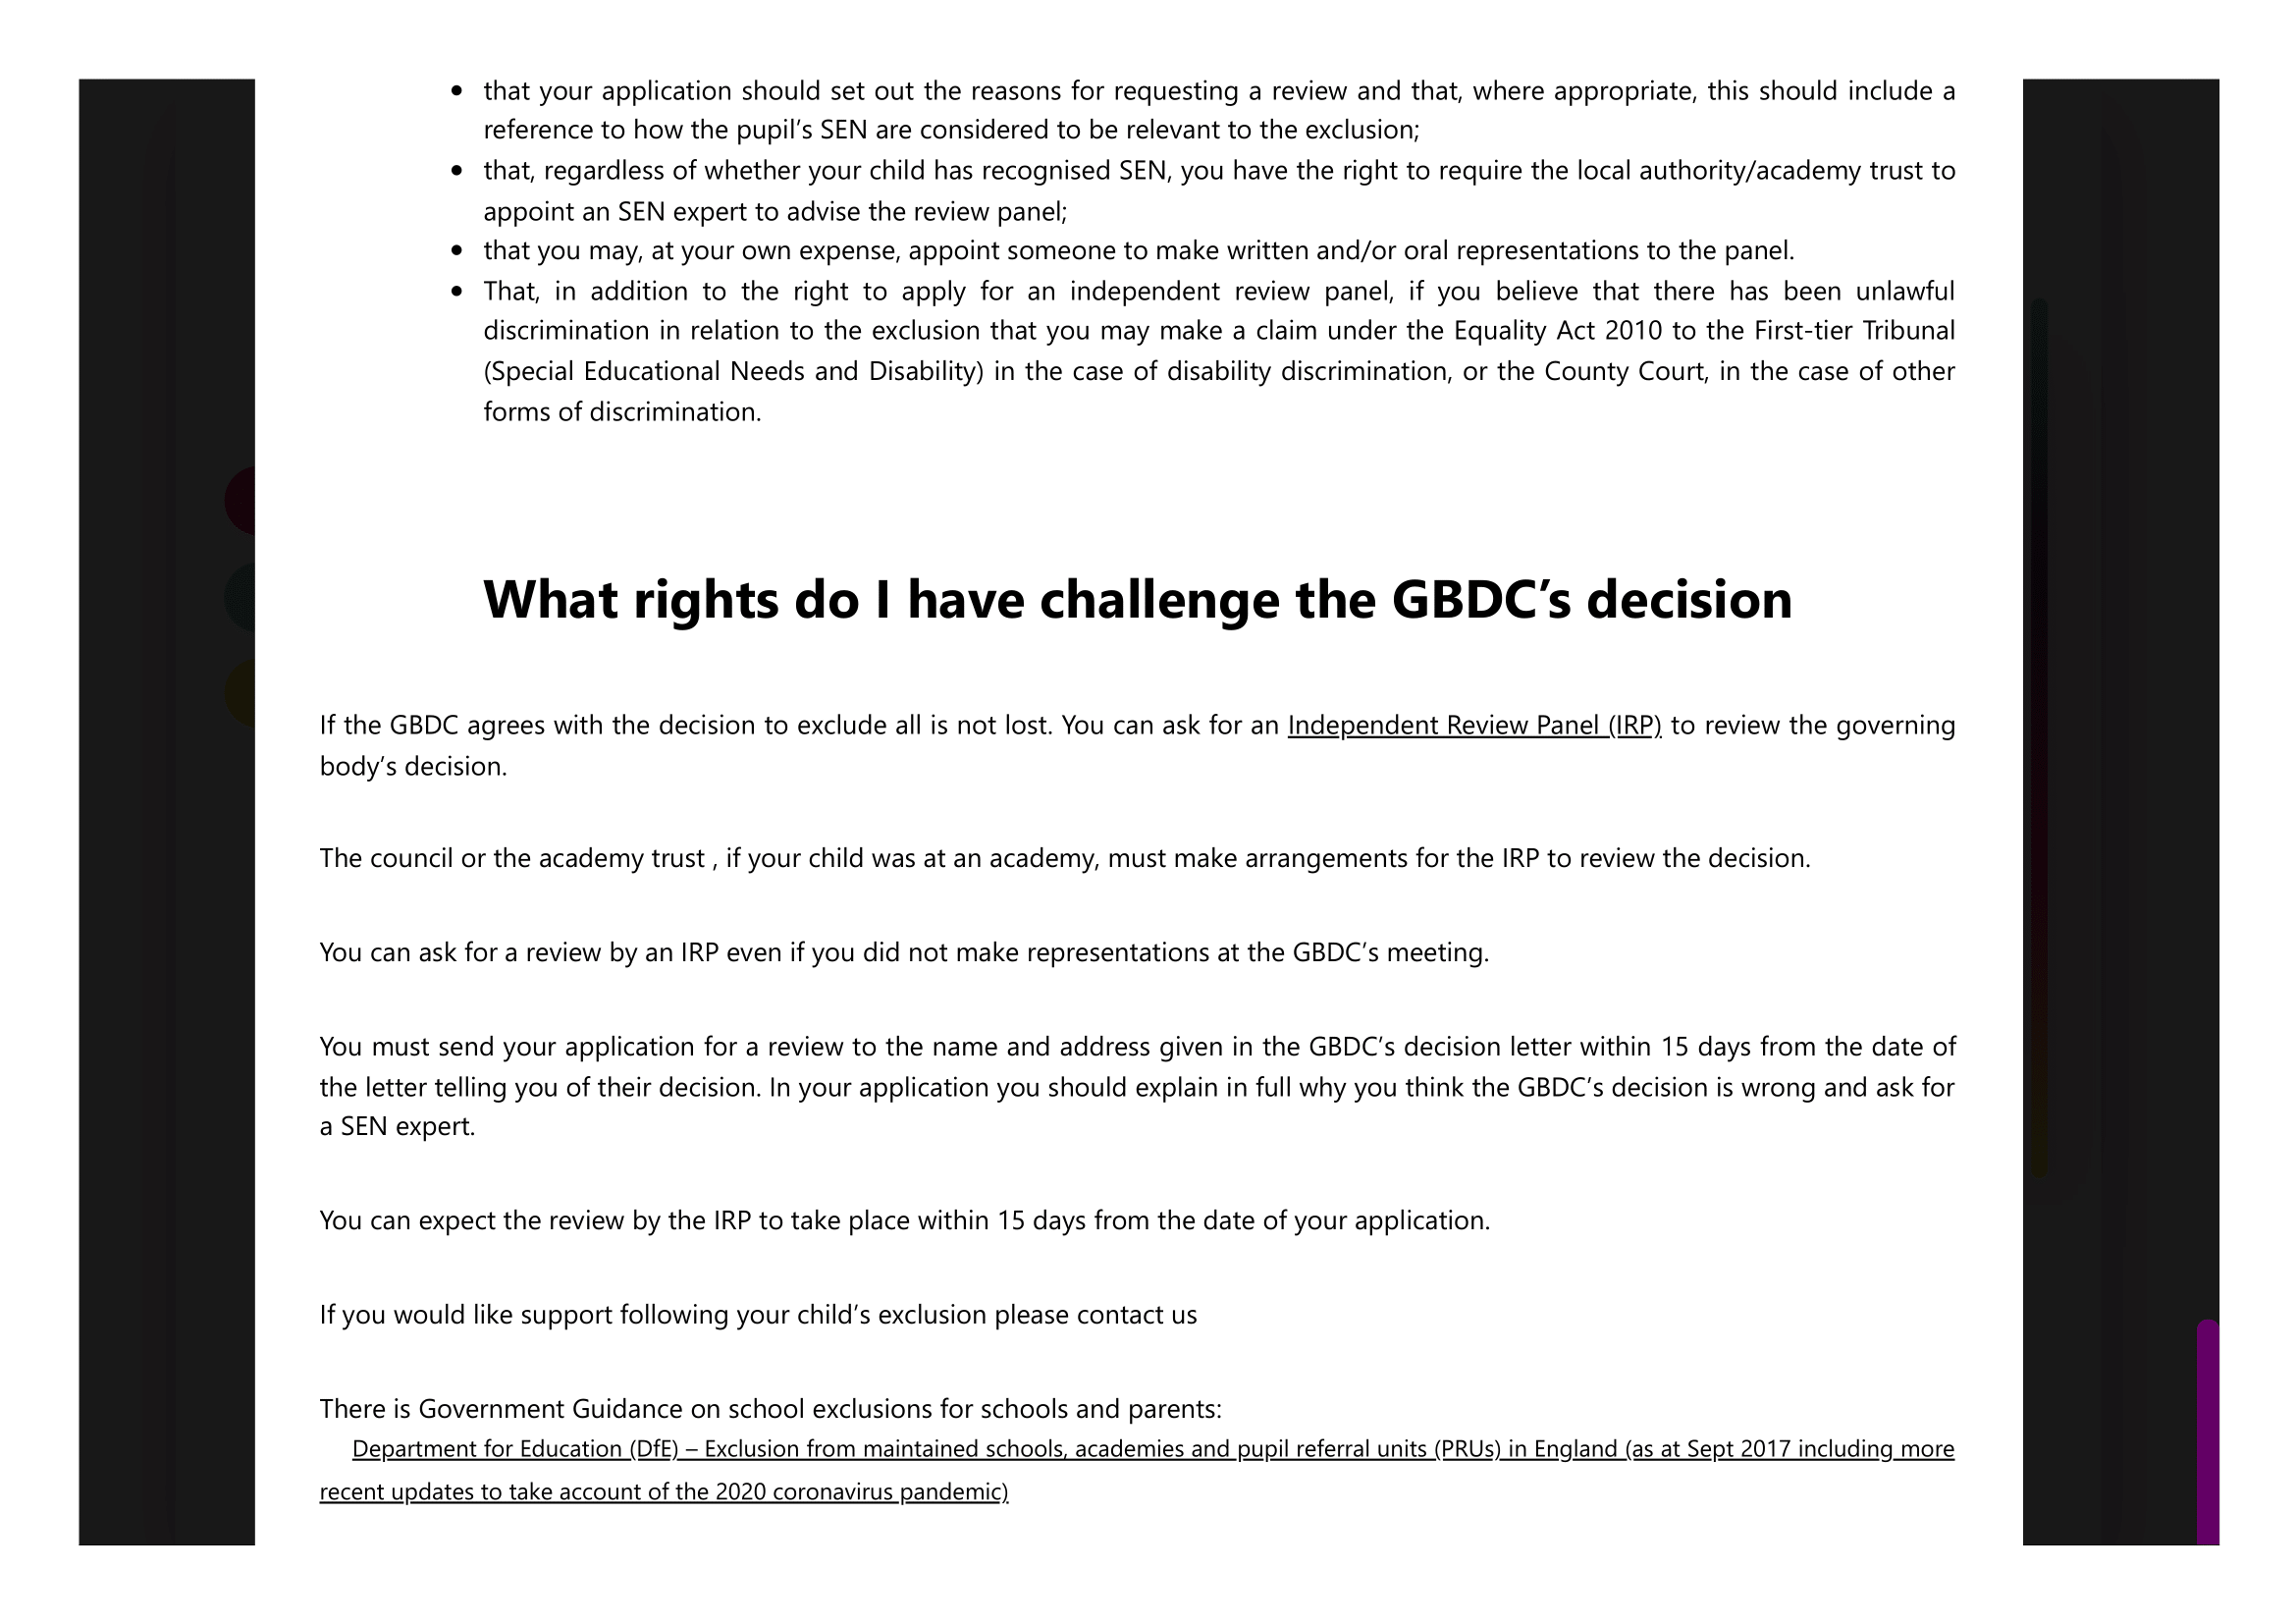 • that your application should set out the reasons for requesting a review and that, where appropriate, this should include a
reference to how the pupil’s SEN are considered to be relevant to the exclusion;
• that, regardless of whether your child has recognised SEN, you have the right to require the local authority/academy trust to
appoint an SEN expert to advise the review panel;
• that you may, at your own expense, appoint someone to make written and/or oral representations to the panel.
• That, in addition to the right to apply for an independent review panel, if you believe that there has been unlawful
discrimination in relation to the exclusion that you may make a claim under the Equality Act 2010 to the First-tier Tribunal
(Special Educational Needs and Disability) in the case of disability discrimination, or the County Court, in the case of other
forms of discrimination.
What rights do I have challenge the GBDC’s decision
If the GBDC agrees with the decision to exclude all is not lost. You can ask for an Independent Review Panel (IRP) to review the governing
body’s decision.
The council or the academy trust , if your child was at an academy, must make arrangements for the IRP to review the decision.
You can ask for a review by an IRP even if you did not make representations at the GBDC’s meeting.
You must send your application for a review to the name and address given in the GBDC’s decision letter within 15 days from the date of
the letter telling you of their decision. In your application you should explain in full why you think the GBDC’s decision is wrong and ask for
a SEN expert.
You can expect the review by the IRP to take place within 15 days from the date of your application.
If you would like support following your child’s exclusion please contact us
There is Government Guidance on school exclusions for schools and parents:
Department for Education (DfE) – Exclusion from maintained schools, academies and pupil referral units (PRUs) in England (as at Sept 2017 including more
recent updates to take account of the 2020 coronavirus pandemic)